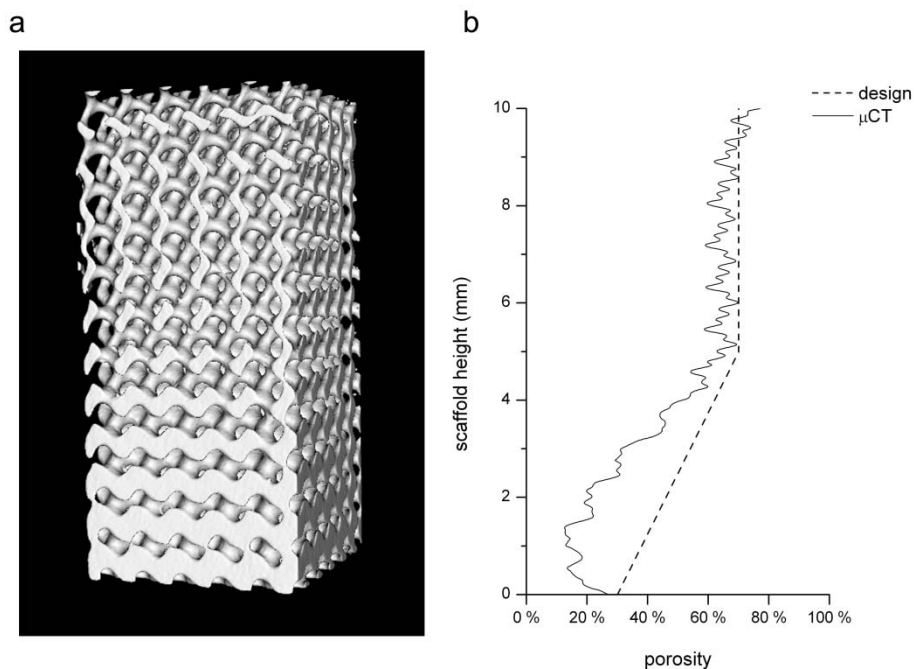 a
b
design
μCT
10
8
6
4
2
0
scaffold height (mm)
0 %
20 %
40 %
60 %
80 %
100 %
porosity